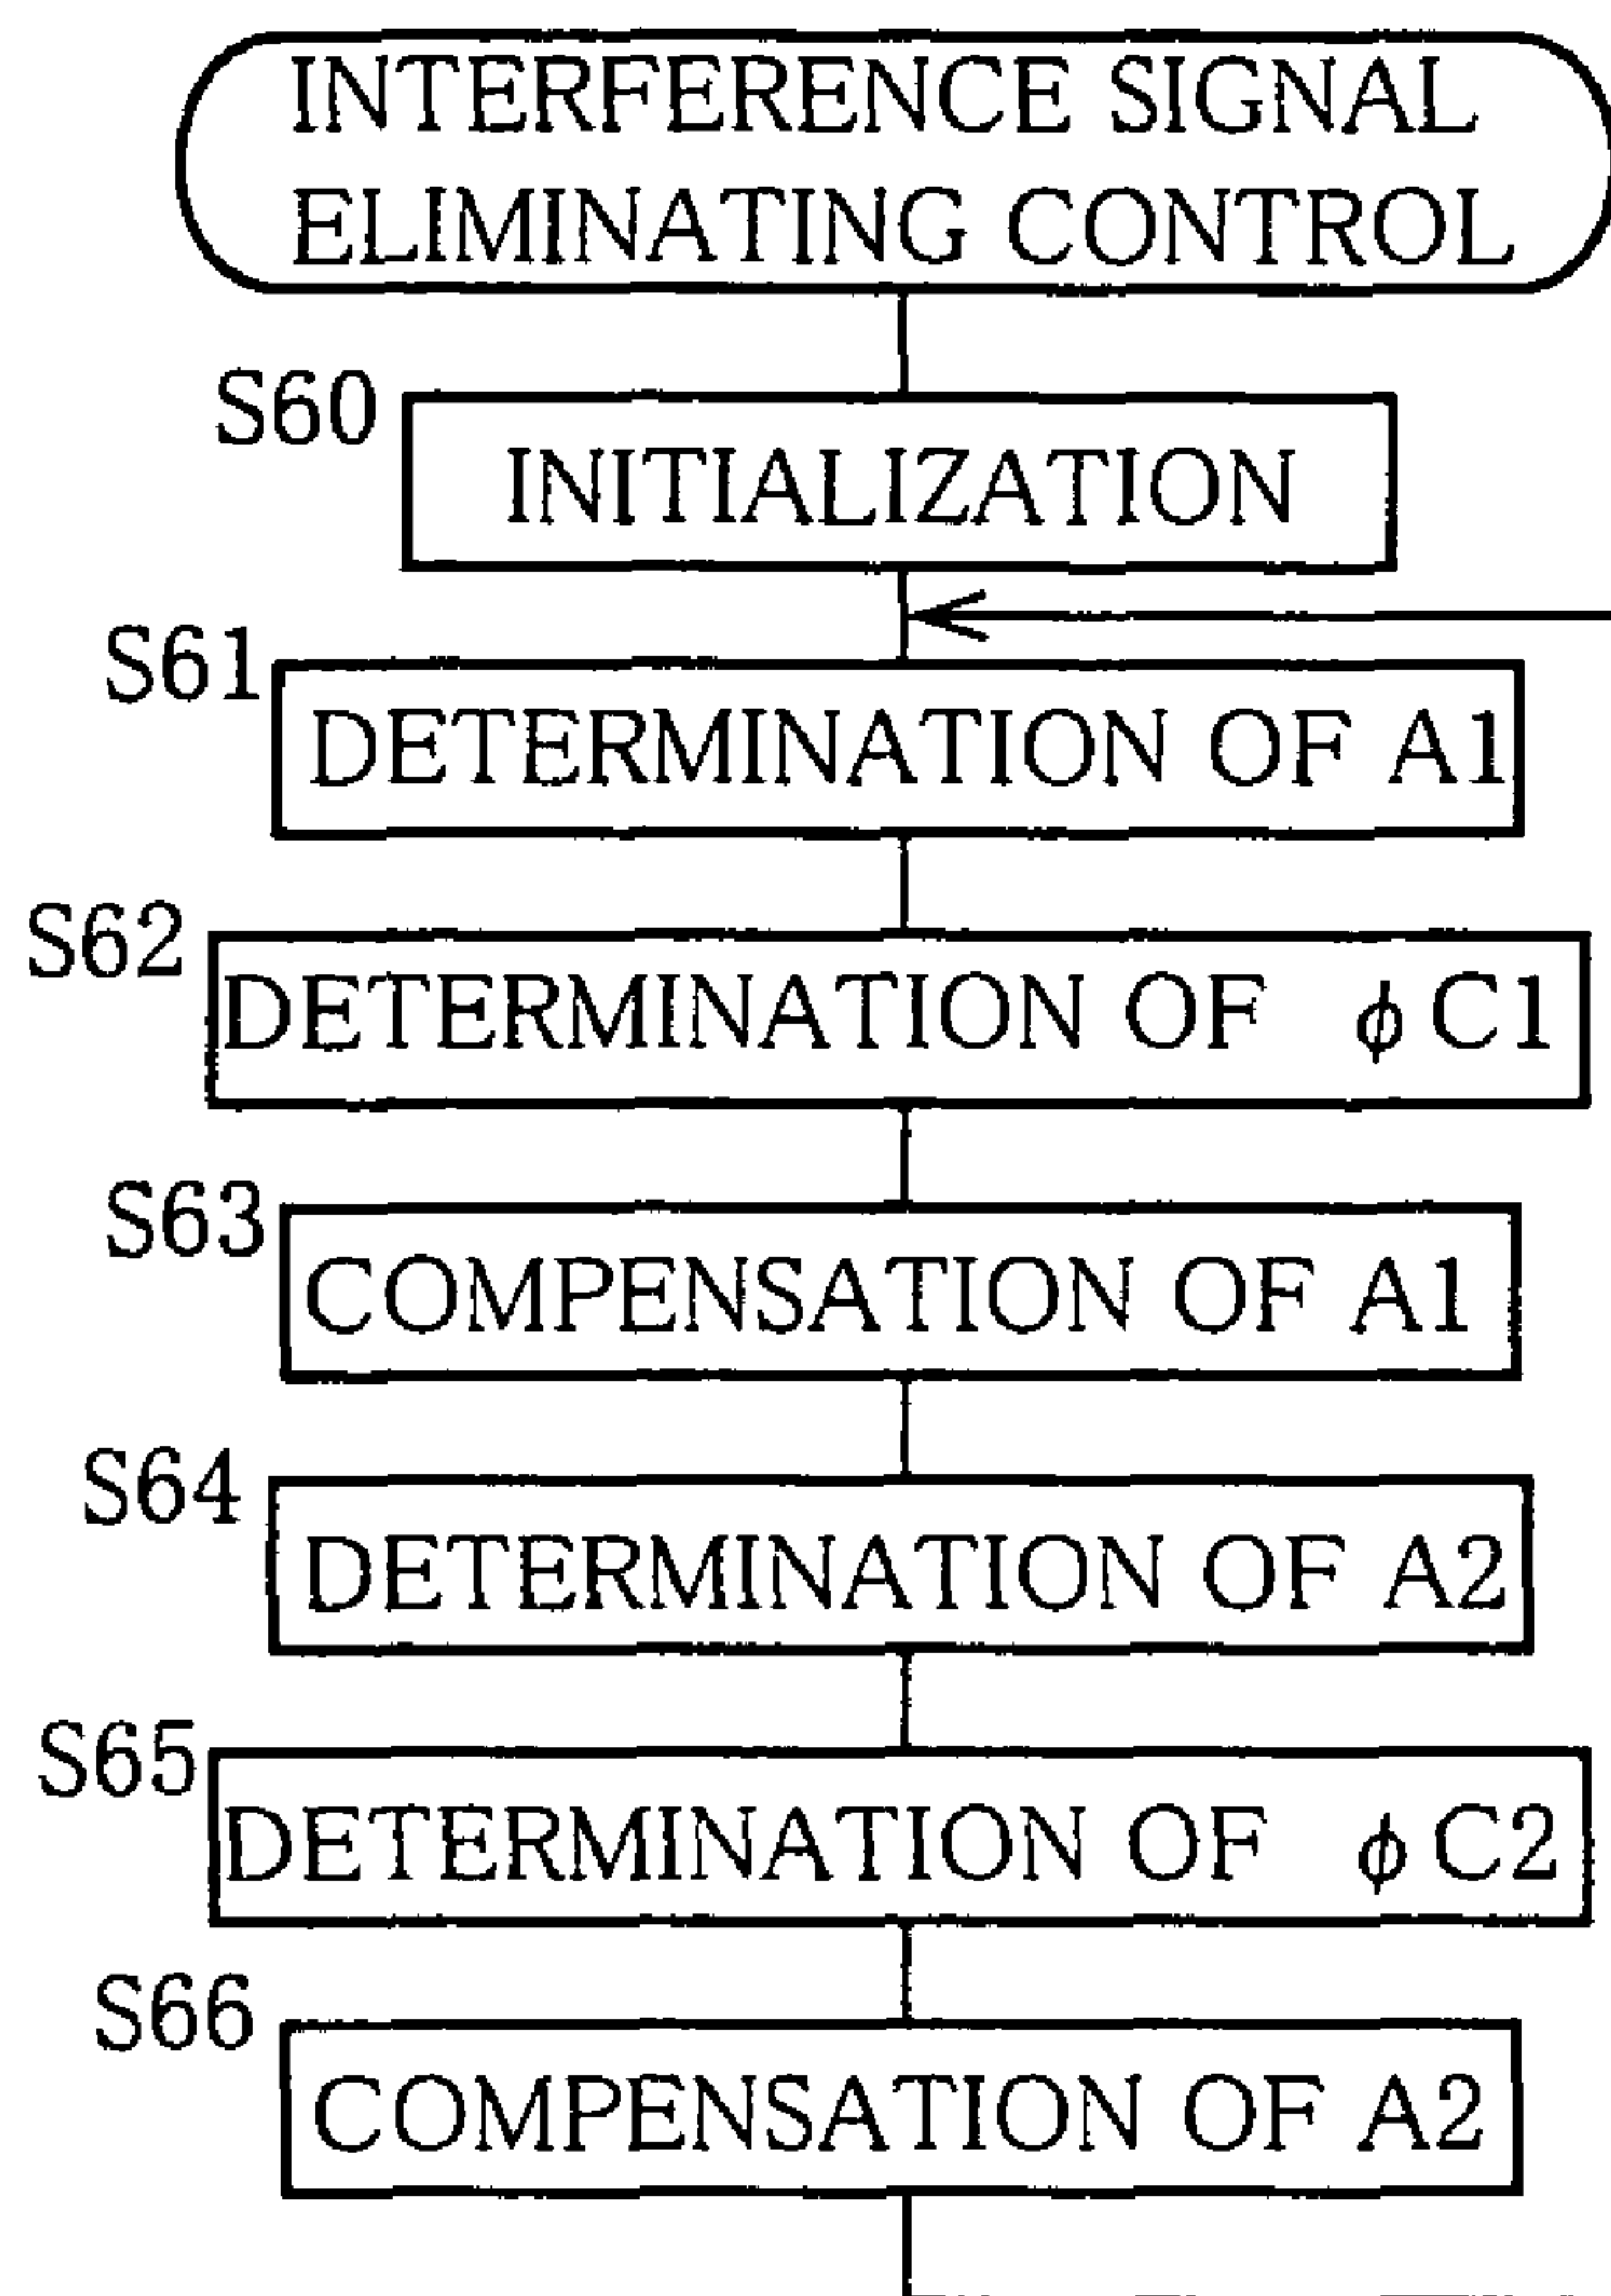 INTERFERENCE SIGNAL
ELIMINATING CONTROL
S60
INITIALIZATION
S61
DETERMINATION OF A1
S62
DETERMINATION OF ϕC1
S63
COMPENSATION OF A1
S64
DETERMINATION OF A2
S65
DETERMINATION OF ϕC2
S66
COMPENSATION OF A2